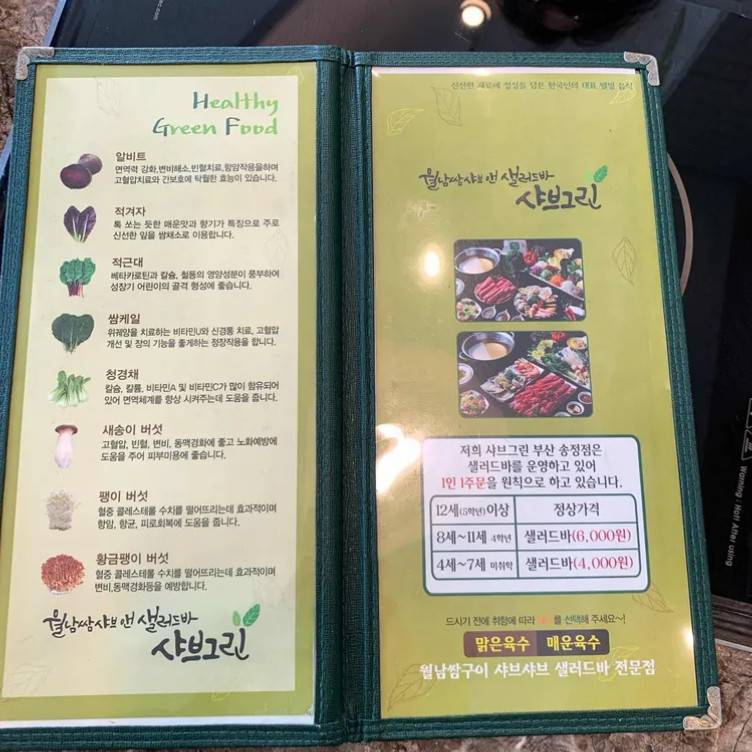 Healthy
Green Food
알비트
면역력 강화,변비해소,빈혈치료,항암작용을하며
고혈압치료와 간보호에 탁월한 효능이 있습니다.
적겨자
톡 쏘는 듯한 매운맛과 향기가 특징으로 주로
신선한 잎을 쌈채소로 이용합니다.
적근대
베타카로틴과 칼슘, 철등의 영양성분이 풍부하여
성장기 어린이의 골격 형성에 좋습니다.
쌈케일
위궤양을 치료하는 비타민U와 신경통 치료, 고혈압
개선 및 장의 기능을 좋게하는 정장작용을 합니다.
청경채
칼슘, 칼륨, 비타민A 및 비타민C가 많이 함유되어
있어 면역체계를 향상 시켜주는데 도움을 줍니다.
새송이 버섯
고혈압, 빈혈, 변비, 동맥경화에 좋고 노화예방에
도움을 주어 피부미용에 좋습니다.
팽이 버섯
혈중 콜레스테롤 수치를 떨어뜨리는데 효과적이며
항암, 항균, 피로회복에 도움을 줍니다.
황금팽이 버섯
혈중 콜레스테롤 수치를 떨어뜨리는데 효과적이며
변비,동맥경화등을 예방합니다.
월남쌈샤브 앤 샐러드바
샤브그린
신선한 재료에 정성을 담은 한국인의 대표 웰빙 음식
월남쌈샤브 앤 샐러드바
샤브그린
저희 샤브그린 부산 송정점은
샐러드바를 운영하고 있어
1인 1주문을 원칙으로 하고 있습니다.
12세(5학년)이상 정상가격
8세~11세 4학년 샐러드바(6,000원)
4세~7세 미취학 샐러드바(4,000원)
드시기 전에 취향에 따라 를 선택해 주세요~!
맑은육수 매운육수
월남쌈구이 샤브샤브 샐러드바 전문점
Warning : Hot! After using